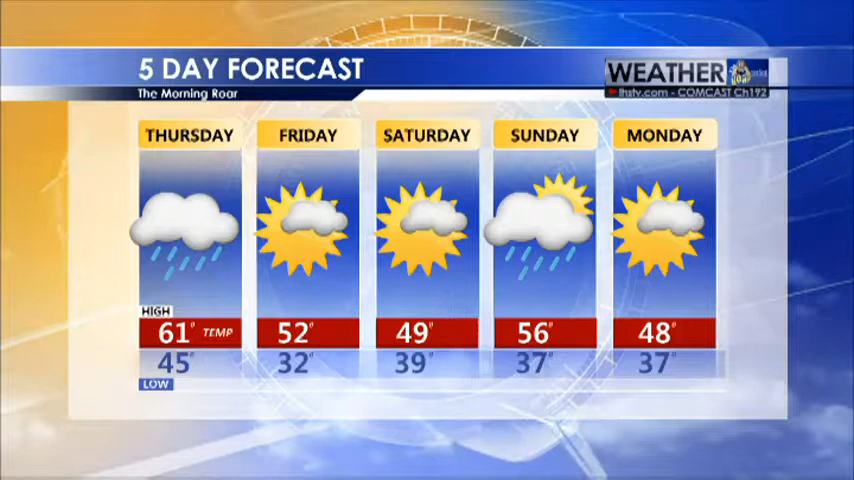 5 DAY FORECAST
WEATHER
The Morning Roar
lhstv.com - COMCAST Ch192
THURSDAY FRIDAY SATURDAY SUNDAY MONDAY
HIGH
61° TEMP 52° 49° 56° 48°
45° 32° 39° 37° 37°
LOW